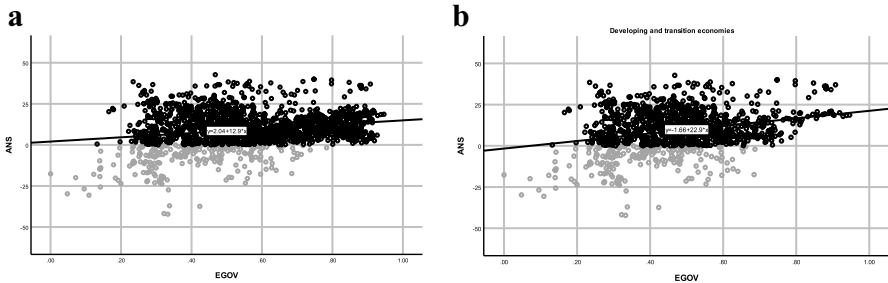 a
50
25
0
-25
-50
ANS
y=2.04+12.9*x
.00 .20 .40 .60 .80 1.00
EGOV
b
Developing and transition economies
50
25
0
-25
-50
ANS
y=-1.66+22.9*x
.00 .20 .40 .60 .80 1.00
EGOV